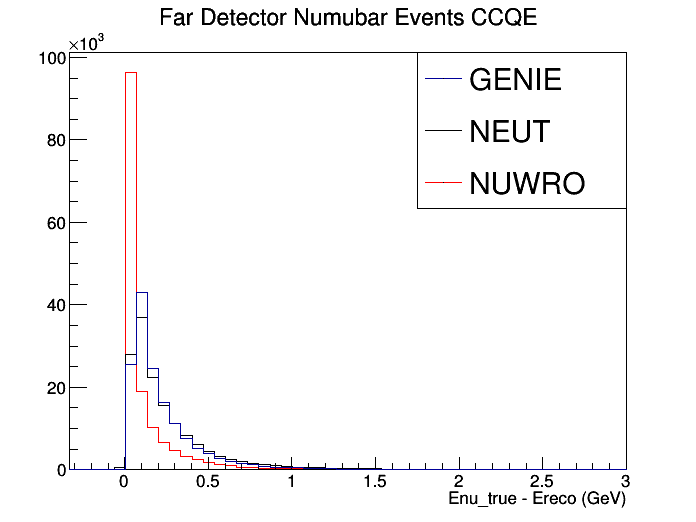 Far Detector Numubar Events CCQE
×10³
100
80
60
40
20
0
GENIE
NEUT
NUWRO
0 0.5 1 1.5 2 2.5 3
Enu_true - Ereco (GeV)